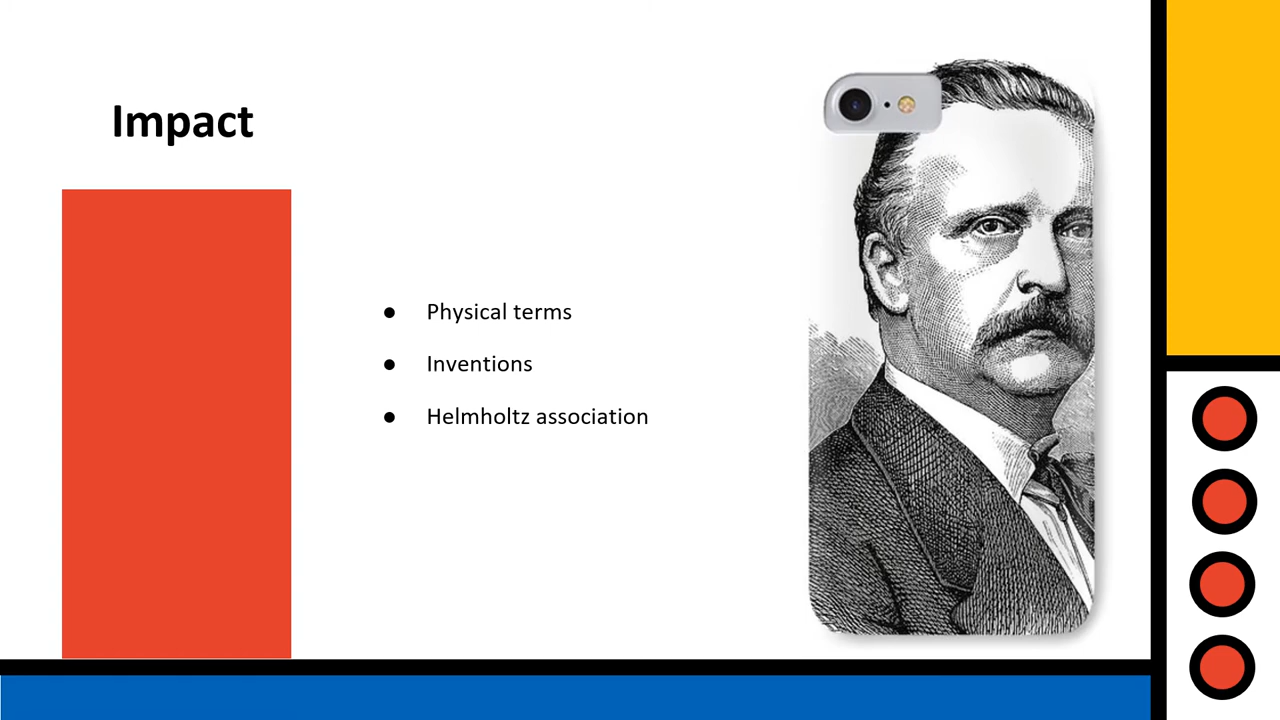 Impact
● Physical terms
● Inventions
● Helmholtz association